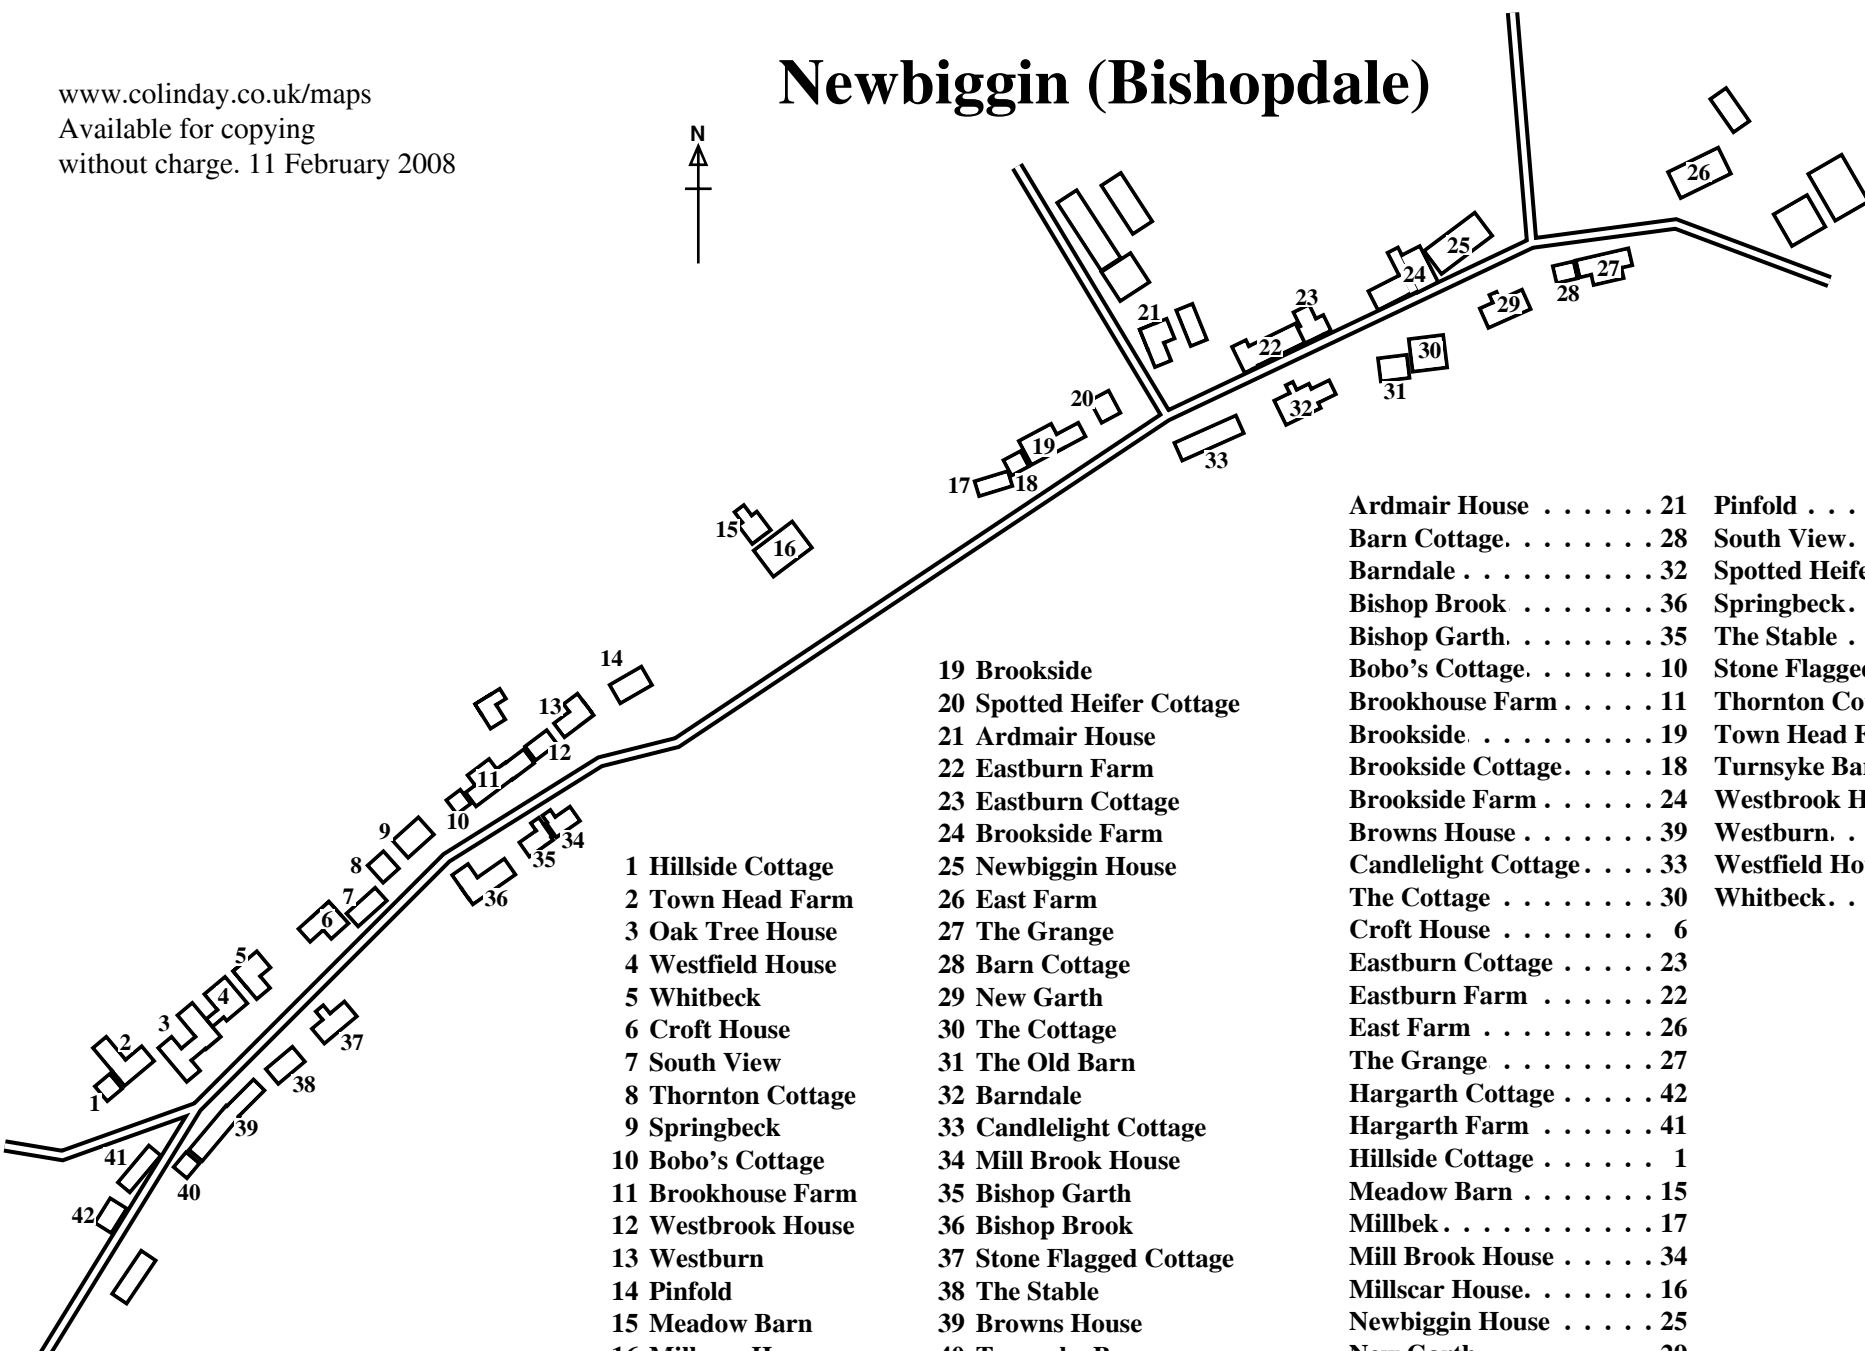 www.colinday.co.uk/maps
Available for copying
without charge. 11 February 2008
Newbiggin (Bishopdale)
N
26
25
24
27
28
29
23
21
22
30
31
32
20
19
33
17
18
15
16
14
13
12
11
10
9
34
35
8
36
7
6
5
4
3
37
2
38
1
39
41
40
42
1 Hillside Cottage
2 Town Head Farm
3 Oak Tree House
4 Westfield House
5 Whitbeck
6 Croft House
7 South View
8 Thornton Cottage
9 Springbeck
10 Bobo's Cottage
11 Brookhouse Farm
12 Westbrook House
13 Westburn
14 Pinfold
15 Meadow Barn
19 Brookside
20 Spotted Heifer Cottage
21 Ardmair House
22 Eastburn Farm
23 Eastburn Cottage
24 Brookside Farm
25 Newbiggin House
26 East Farm
27 The Grange
28 Barn Cottage
29 New Garth
30 The Cottage
31 The Old Barn
32 Barndale
33 Candlelight Cottage
34 Mill Brook House
35 Bishop Garth
36 Bishop Brook
37 Stone Flagged Cottage
38 The Stable
39 Browns House
Ardmair House . . . . . . 21
Barn Cottage. . . . . . . . 28
Barndale . . . . . . . . . . 32
Bishop Brook . . . . . . . 36
Bishop Garth. . . . . . . . 35
Bobo's Cottage. . . . . . . 10
Brookhouse Farm . . . . . 11
Brookside. . . . . . . . . . 19
Brookside Cottage. . . . . 18
Brookside Farm . . . . . . 24
Browns House . . . . . . . 39
Candlelight Cottage . . . . 33
The Cottage . . . . . . . . 30
Croft House . . . . . . . . 6
Eastburn Cottage . . . . . 23
Eastburn Farm . . . . . . 22
East Farm . . . . . . . . . 26
The Grange . . . . . . . . 27
Hargarth Cottage . . . . . 42
Hargarth Farm . . . . . . 41
Hillside Cottage . . . . . . 1
Meadow Barn . . . . . . . 15
Millbek . . . . . . . . . . . 17
Mill Brook House . . . . . 34
Millscar House. . . . . . . 16
Newbiggin House . . . . . 25
Pinfold . . .
South View. .
Spotted Heife
Springbeck. .
The Stable .
Stone Flagged
Thornton Co
Town Head F
Turnsyke Bar
Westbrook H
Westburn. . .
Westfield Hou
Whitbeck. . .